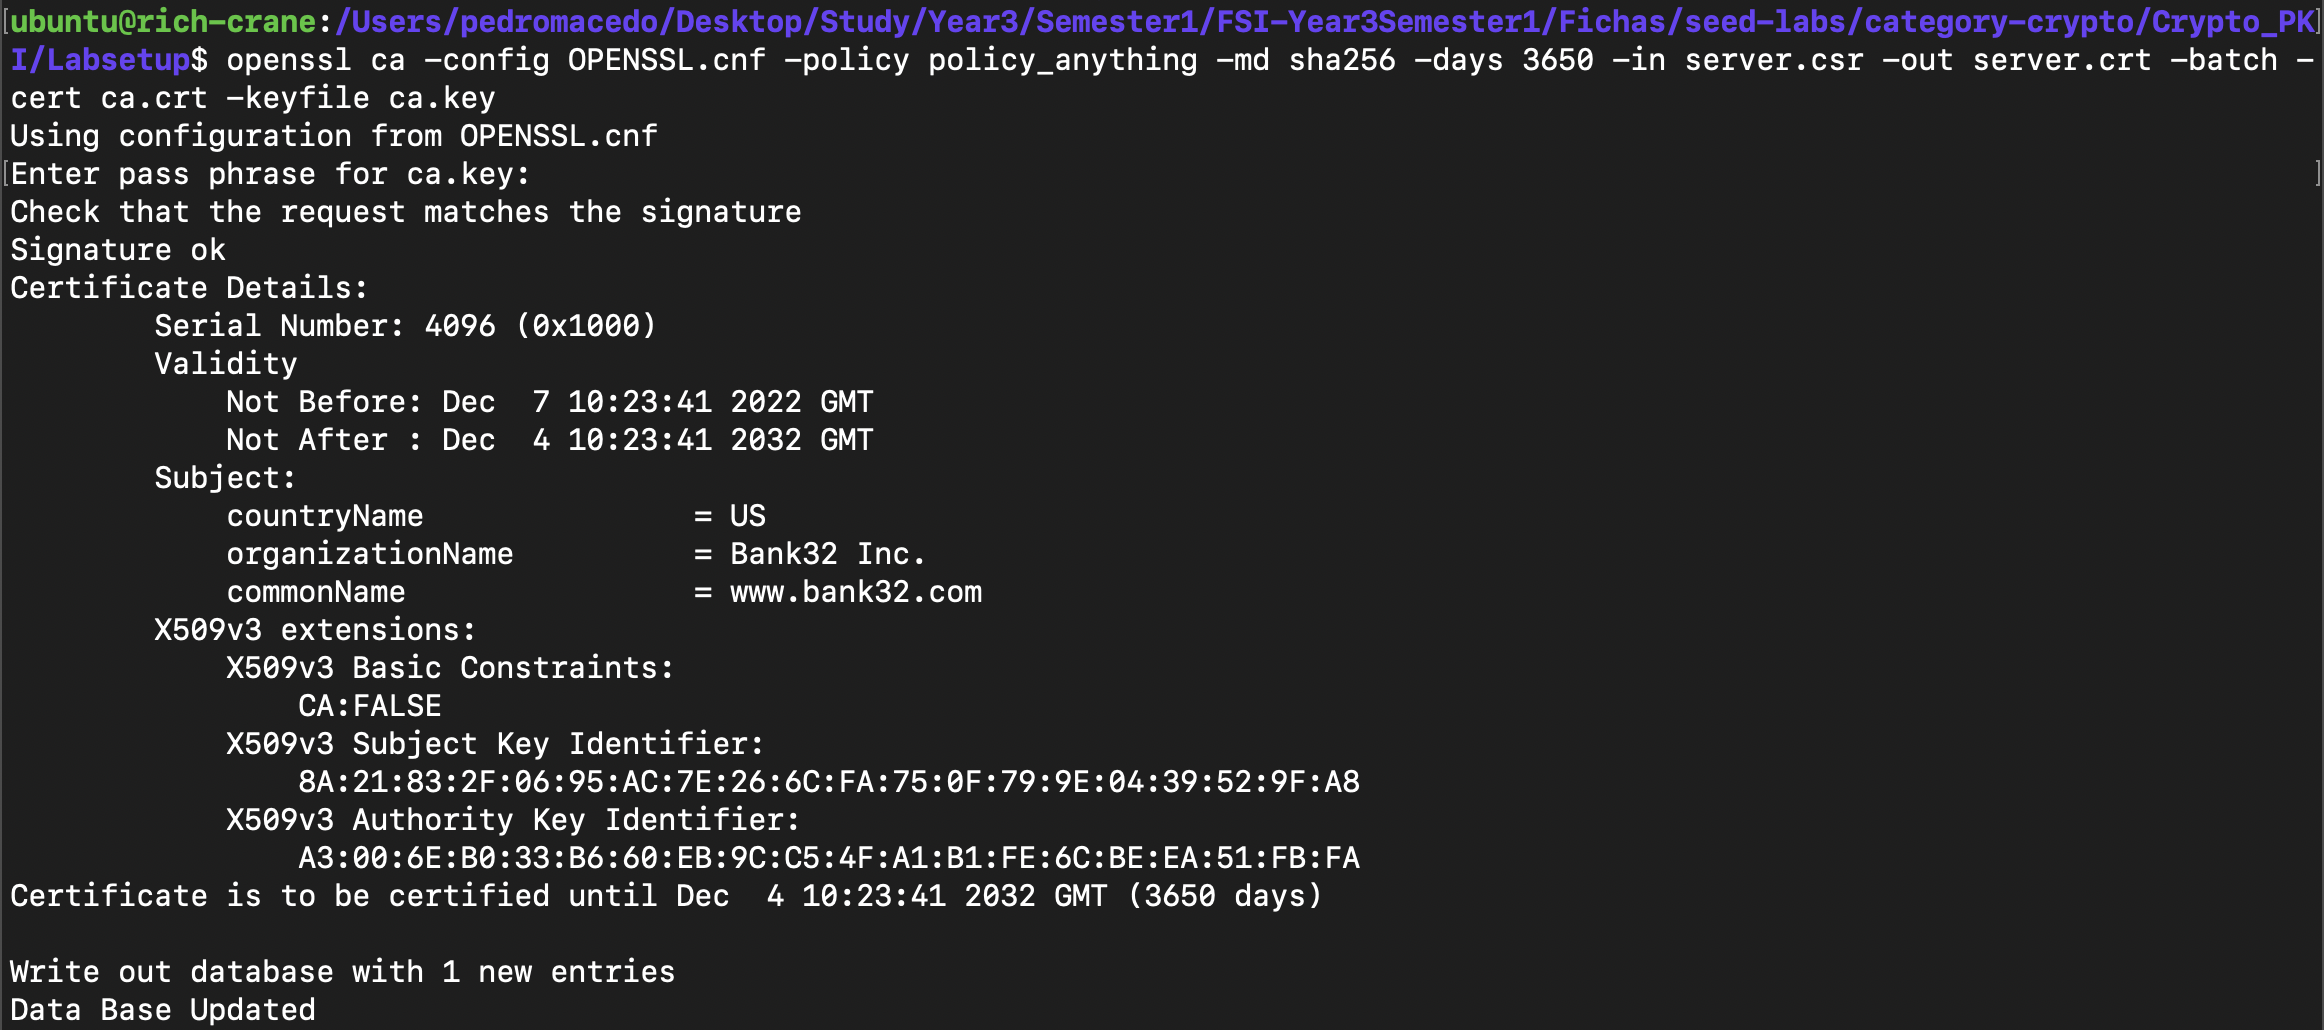 [ubuntu@rich-crane:/Users/pedromacedo/Desktop/Study/Year3/Semester1/FSI-Year3Semester1/Fichas/seed-labs/category-crypto/Crypto_PK]
I/Labsetup$ openssl ca -config OPENSSL.cnf -policy policy_anything -md sha256 -days 3650 -in server.csr -out server.crt -batch -
cert ca.crt -keyfile ca.key
Using configuration from OPENSSL.cnf
[Enter pass phrase for ca.key: ]
Check that the request matches the signature
Signature ok
Certificate Details:
        Serial Number: 4096 (0x1000)
        Validity
            Not Before: Dec  7 10:23:41 2022 GMT
            Not After : Dec  4 10:23:41 2032 GMT
        Subject:
            countryName               = US
            organizationName          = Bank32 Inc.
            commonName                = www.bank32.com
        X509v3 extensions:
            X509v3 Basic Constraints:
                CA:FALSE
            X509v3 Subject Key Identifier:
                8A:21:83:2F:06:95:AC:7E:26:6C:FA:75:0F:79:9E:04:39:52:9F:A8
            X509v3 Authority Key Identifier:
                A3:00:6E:B0:33:B6:60:EB:9C:C5:4F:A1:B1:FE:6C:BE:EA:51:FB:FA
Certificate is to be certified until Dec  4 10:23:41 2032 GMT (3650 days)

Write out database with 1 new entries
Data Base Updated